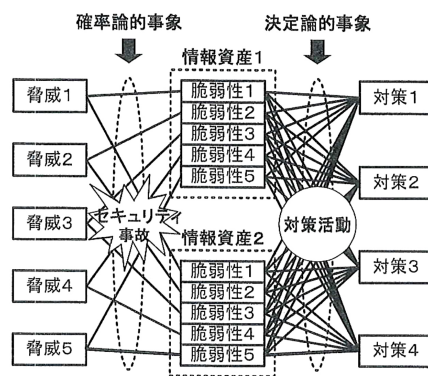 確率論的事象
決定論的事象
情報資産1
脅威1
脅威2
脅威3
脅威4
脅威5
脆弱性1
脆弱性2
脆弱性3
脆弱性4
脆弱性5
セキュリティ
事故
情報資産2
脆弱性1
脆弱性2
脆弱性3
脆弱性4
脆弱性5
対策活動
対策1
対策2
対策3
対策4